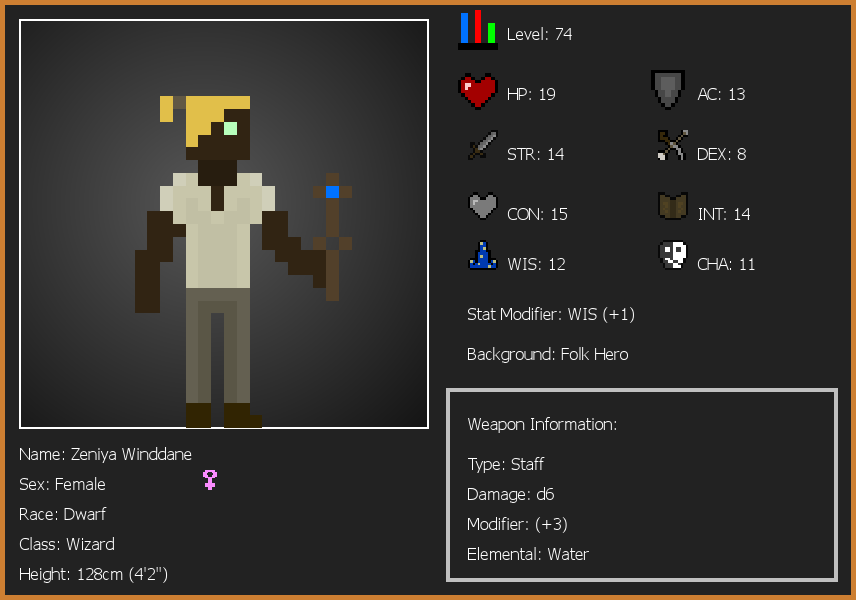 Level: 74
HP: 19
AC: 13
STR: 14
DEX: 8
CON: 15
INT: 14
WIS: 12
CHA: 11
Stat Modifier: WIS (+1)
Background: Folk Hero
Weapon Information:
Type: Staff
Damage: d6
Modifier: (+3)
Elemental: Water
Name: Zeniya Winddane
Sex: Female
Race: Dwarf
Class: Wizard
Height: 128cm (4'2")